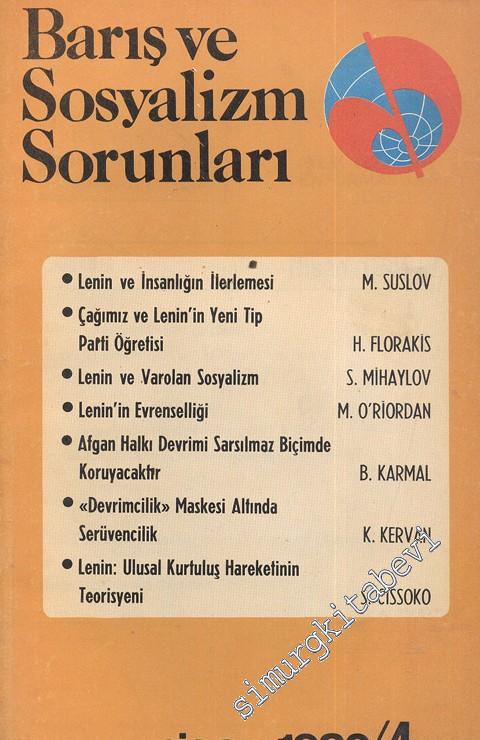 Barış ve
Sosyalizm
Sorunları
● Lenin ve İnsanlığın İlerlemesi M. SUSLOV
● Çağımız ve Lenin'in Yeni Tip
Parti Öğretisi H. FLORAKİS
● Lenin ve Varolan Sosyalizm S. MİHAYLOV
● Lenin'in Evrenselliği M. O'RİORDAN
● Afgan Halkı Devrimi Sarsılmaz Biçimde
Koruyacaktır B. KARMAL
● «Devrimcilik» Maskesi Altında
Serüvencilik K. KERVAN
● Lenin: Ulusal Kurtuluş Hareketinin
Teorisyeni CİSSOKO
simurgkitabevi